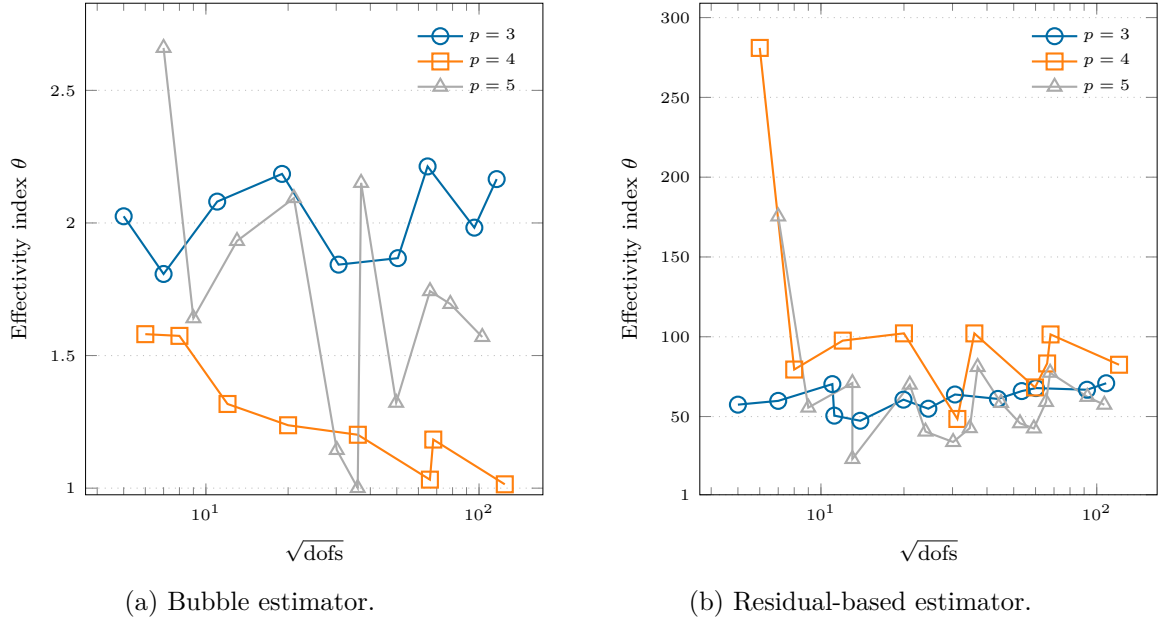 p = 3
p = 4
p = 5
2.5
2
1.5
1
10^1
10^2
Effectivity index θ
√dofs
(a) Bubble estimator.
p = 3
p = 4
p = 5
300
250
200
150
100
50
1
10^1
10^2
Effectivity index θ
√dofs
(b) Residual-based estimator.